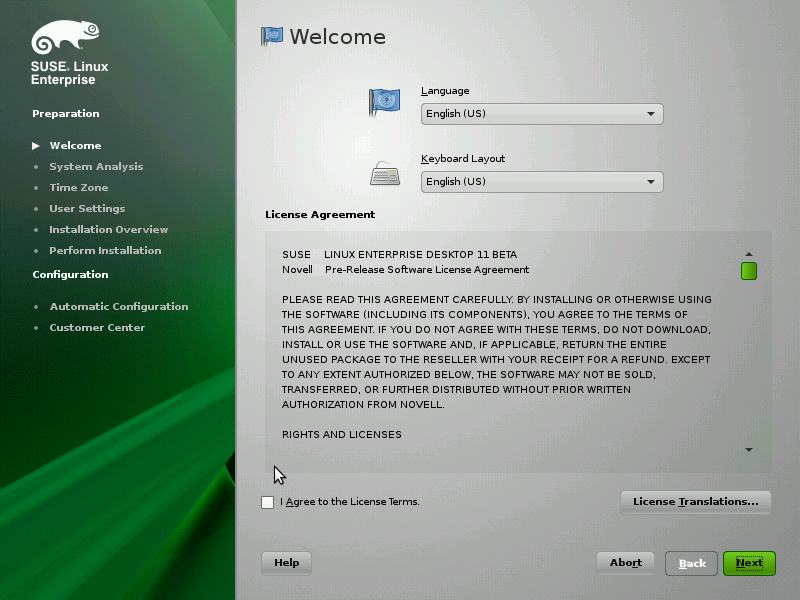 SUSE. Linux
Enterprise
Preparation
Welcome
System Analysis
Time Zone
User Settings
Installation Overview
Perform Installation
Configuration
Automatic Configuration
Customer Center
Welcome
Language
English (US)
Keyboard Layout
English (US)
License Agreement
SUSE LINUX ENTERPRISE DESKTOP 11 BETA
Novell Pre-Release Software License Agreement
PLEASE READ THIS AGREEMENT CAREFULLY. BY INSTALLING OR OTHERWISE USING
THE SOFTWARE (INCLUDING ITS COMPONENTS), YOU AGREE TO THE TERMS OF
THIS AGREEMENT. IF YOU DO NOT AGREE WITH THESE TERMS, DO NOT DOWNLOAD,
INSTALL OR USE THE SOFTWARE AND, IF APPLICABLE, RETURN THE ENTIRE
UNUSED PACKAGE TO THE RESELLER WITH YOUR RECEIPT FOR A REFUND. EXCEPT
TO ANY EXTENT AUTHORIZED BELOW, THE SOFTWARE MAY NOT BE SOLD,
TRANSFERRED, OR FURTHER DISTRIBUTED WITHOUT PRIOR WRITTEN
AUTHORIZATION FROM NOVELL.
RIGHTS AND LICENSES
I Agree to the License Terms.
License Translations...
Help
Abort
Back
Next